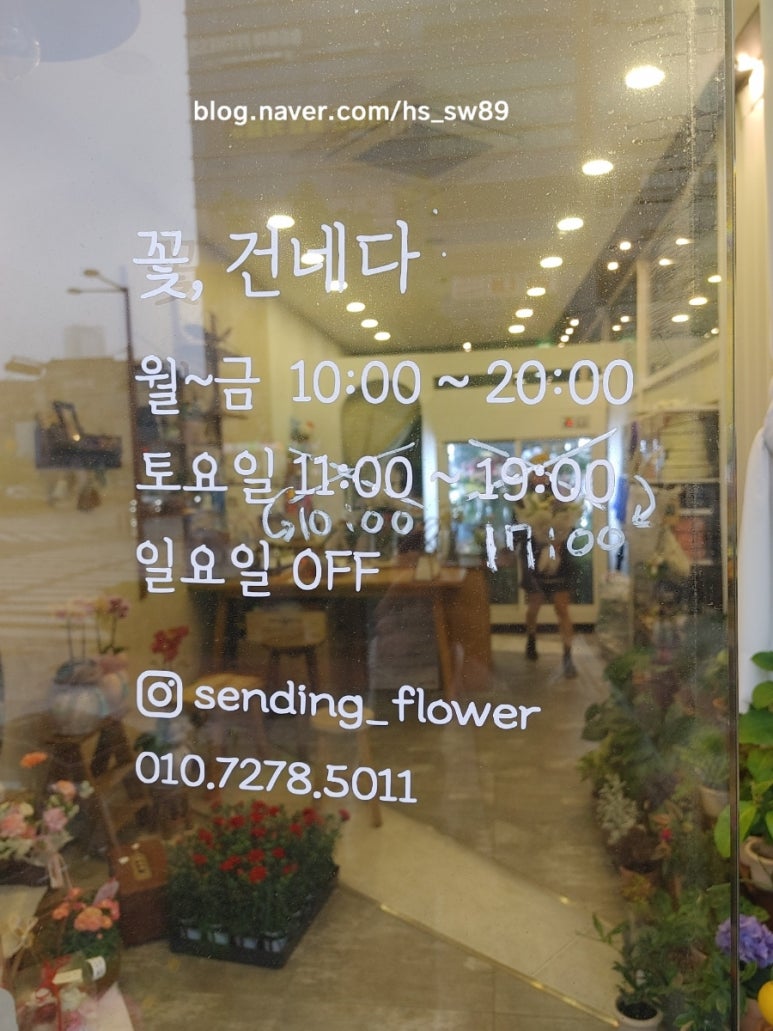 blog.naver.com/hs_sw89
꽃, 건네다
월~금 10:00 ~ 20:00
토요일 11:00 ~ 19:00
10:00 17:00
일요일 OFF
sending_flower
010.7278.5011